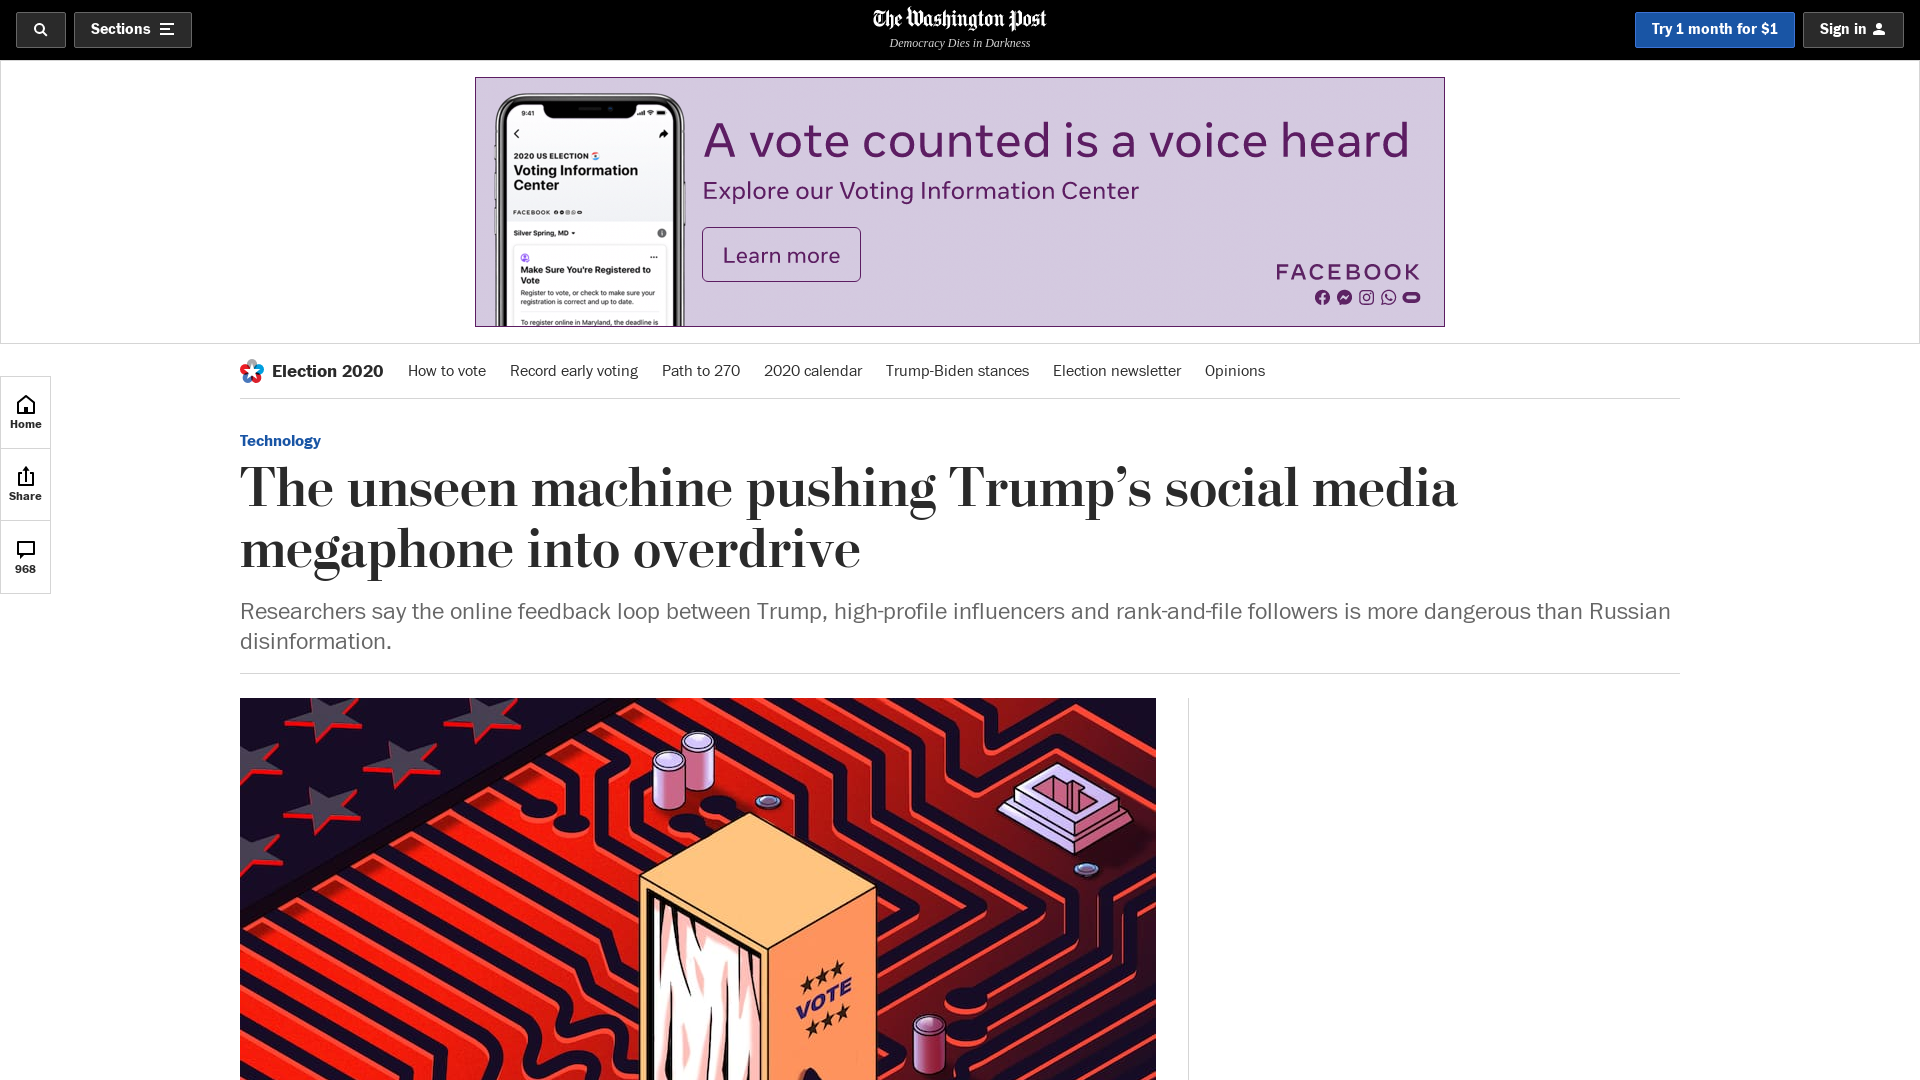 Sections
The Washington Post
Democracy Dies in Darkness
Try 1 month for $1
Sign in
9:41
2020 US ELECTION
Voting Information
Center
FACEBOOK
Silver Spring, MD
Make Sure You're Registered to
Vote
Register to vote, or check to make sure your
registration is correct and up to date.
To register online in Maryland, the deadline is
A vote counted is a voice heard
Explore our Voting Information Center
Learn more
FACEBOOK
Election 2020
How to vote
Record early voting
Path to 270
2020 calendar
Trump-Biden stances
Election newsletter
Opinions
Home
Share
968
Technology
The unseen machine pushing Trump’s social media
megaphone into overdrive
Researchers say the online feedback loop between Trump, high-profile influencers and rank-and-file followers is more dangerous than Russian
disinformation.
VOTE